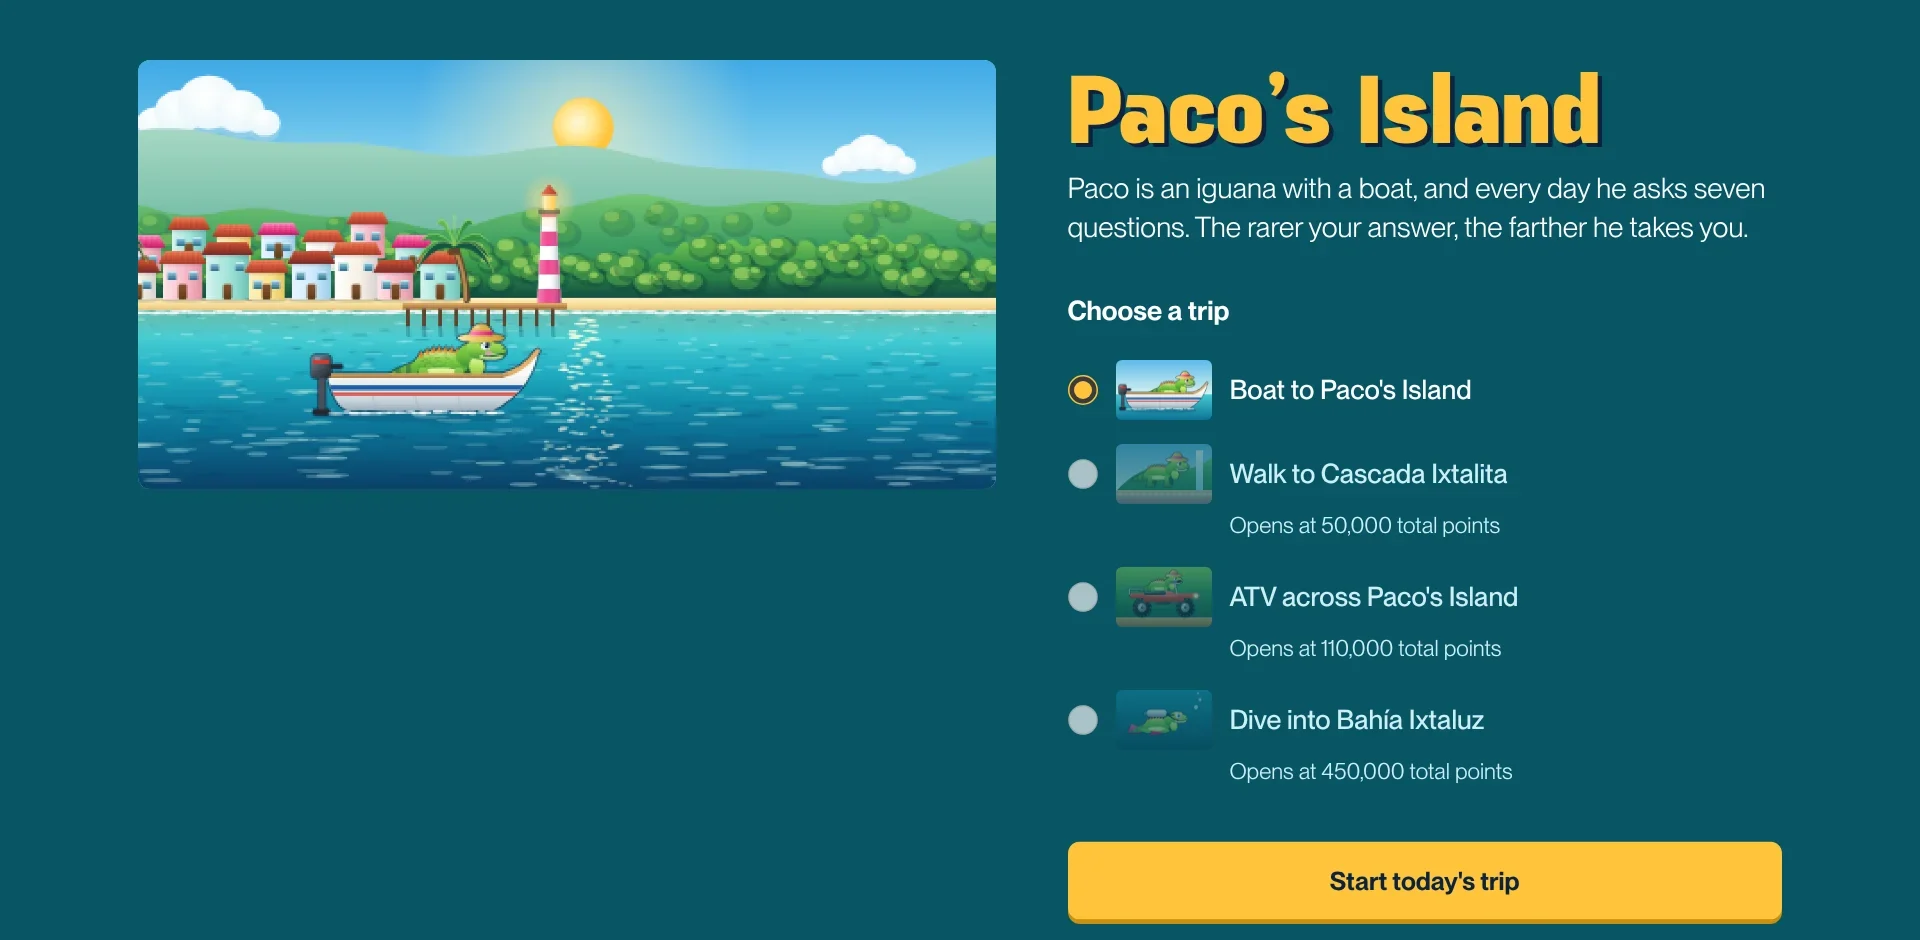 Paco’s Island
Paco is an iguana with a boat, and every day he asks seven
questions. The rarer your answer, the farther he takes you.
Choose a trip
Boat to Paco's Island
Walk to Cascada Ixtalita
Opens at 50,000 total points
ATV across Paco's Island
Opens at 110,000 total points
Dive into Bahía Ixtaluz
Opens at 450,000 total points
Start today's trip